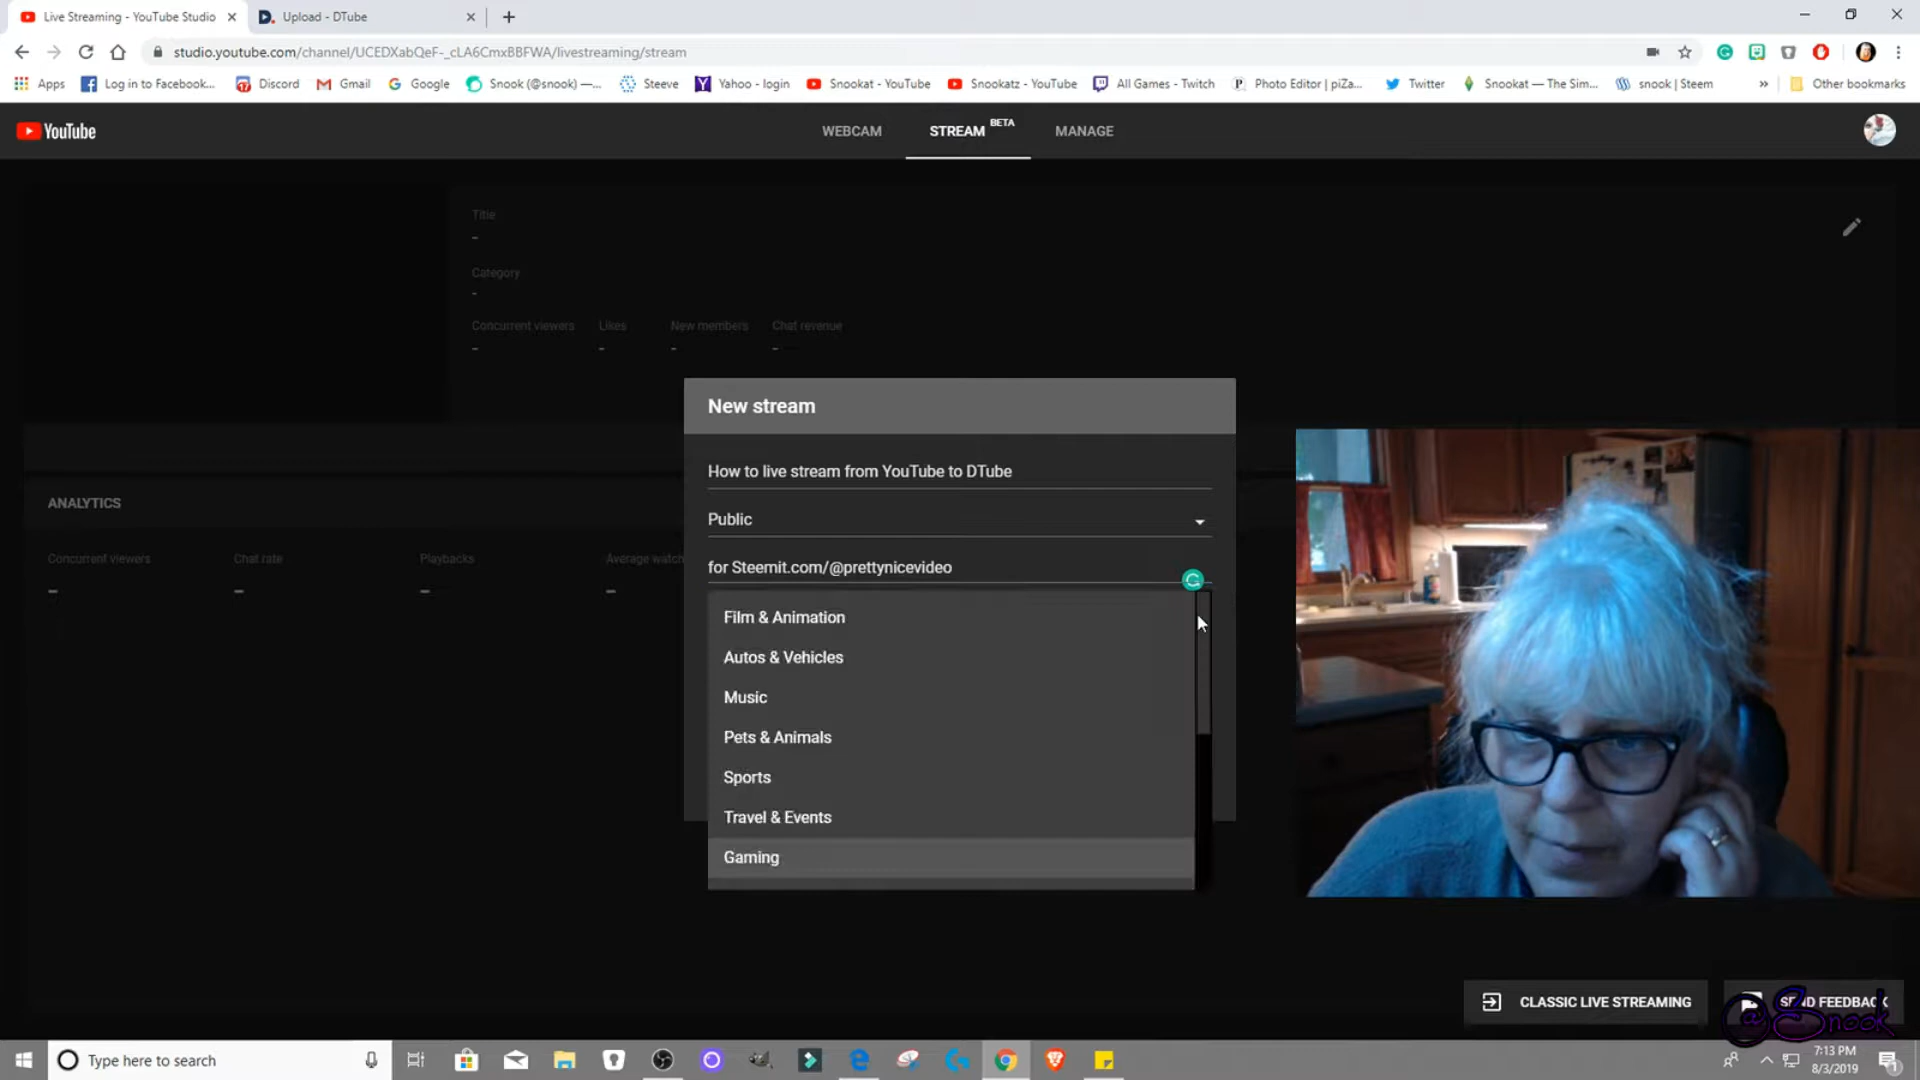 Live Streaming - YouTube Studio
Upload - DTube
studio.youtube.com/channel/UCEDXabQeF-_cLA6CmxBBFWA/livestreaming/stream
Apps
Log in to Facebook...
Discord
Gmail
Google
Snook (@snook) —...
Steeve
Yahoo - login
Snookat - YouTube
Snookatz - YouTube
All Games - Twitch
Photo Editor | piZa...
Twitter
Snookat — The Sim...
snook | Steem
»
Other bookmarks
YouTube
WEBCAM
STREAM BETA
MANAGE
Title
-
Category
-
Concurrent viewers
Likes
New members
Chat revenue
-
-
-
-
New stream
How to live stream from YouTube to DTube
Public
for Steemit.com/@prettynicevideo
Film & Animation
Autos & Vehicles
Music
Pets & Animals
Sports
Travel & Events
Gaming
ANALYTICS
Concurrent viewers
Chat rate
Playbacks
Average watch
-
-
-
-
CLASSIC LIVE STREAMING
SEND FEEDBACK
@Snook
Type here to search
7:13 PM
8/3/2019